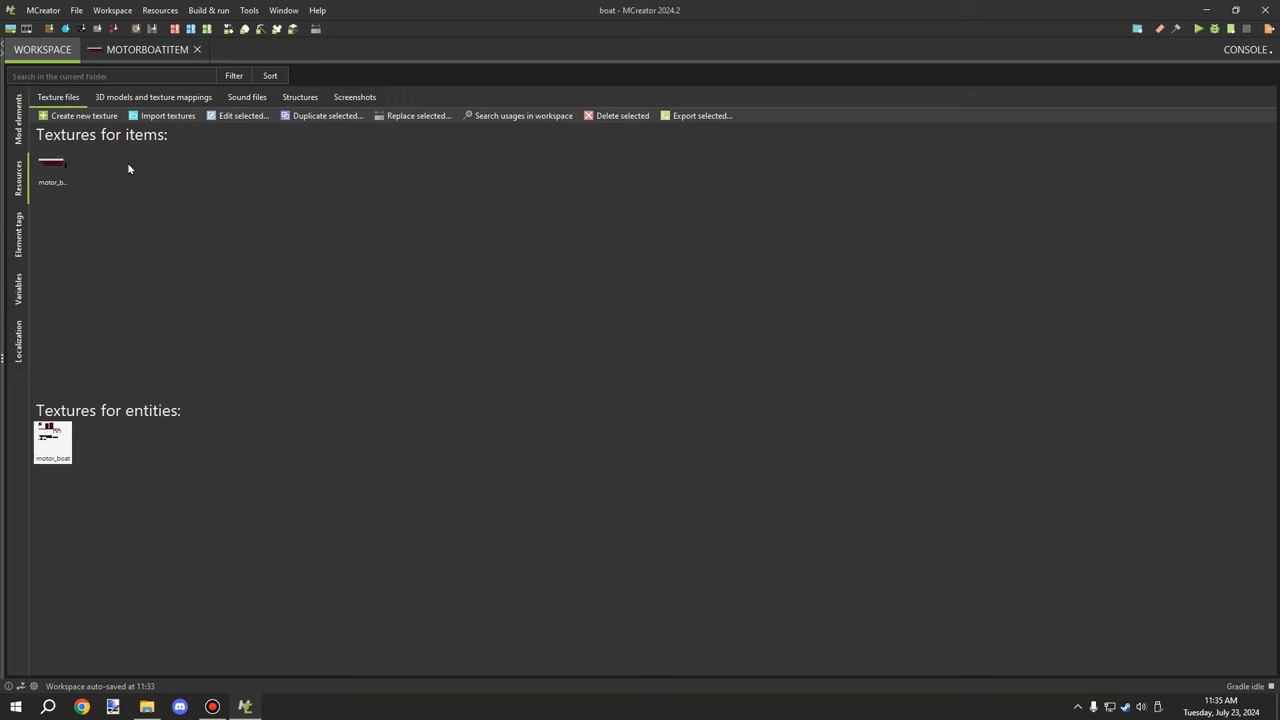 MCreator File Workspace Resources Build & run Tools Window Help boat - MCreator 2024.2
WORKSPACE MOTORBOATITEM CONSOLE
Search in the current folder Filter Sort
Texture files 3D models and texture mappings Sound files Structures Screenshots
Create new texture Import textures Edit selected... Duplicate selected... Replace selected... Search usages in workspace Delete selected Export selected...
Mod elements
Resources
Element tags
Variables
Localization
Textures for items:
motor_b...
Textures for entities:
motor_boat
Workspace auto-saved at 11:33 Gradle idle
11:35 AM
Tuesday, July 23, 2024